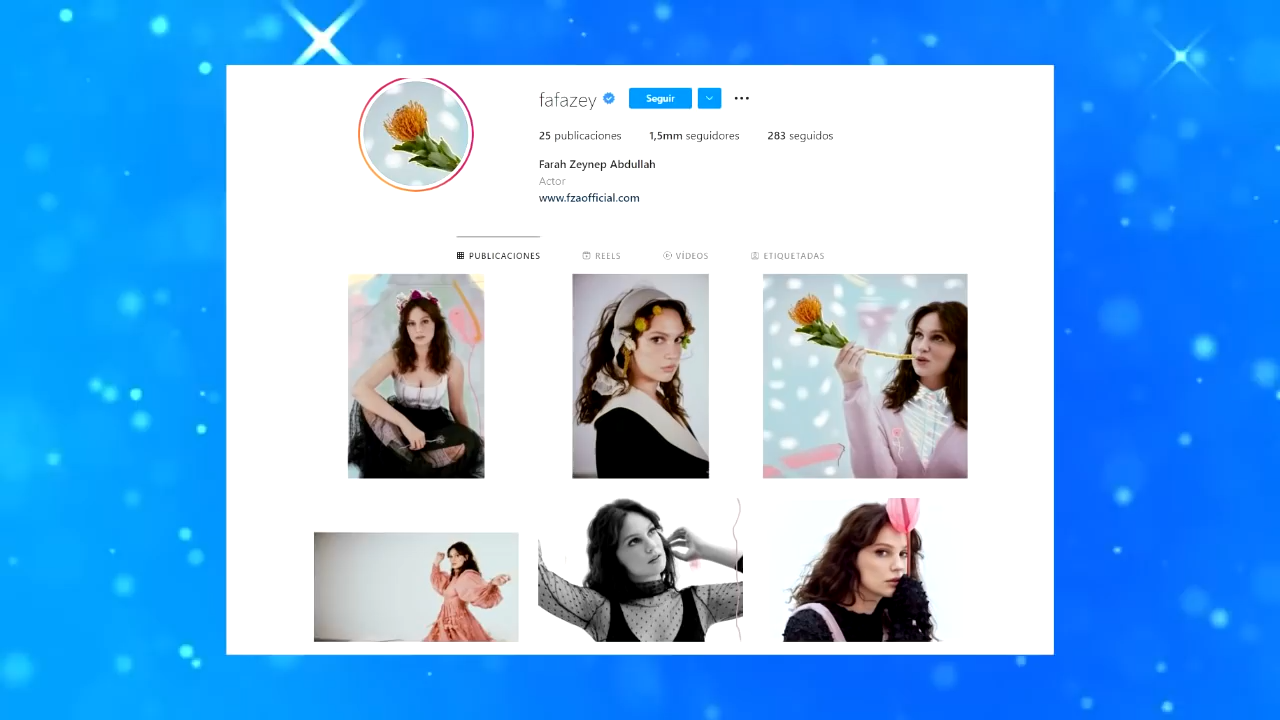 fafazey Seguir
25 publicaciones 1,5mm seguidores 283 seguidos
Farah Zeynep Abdullah
Actor
www.fzaofficial.com
PUBLICACIONES REELS VÍDEOS ETIQUETADAS